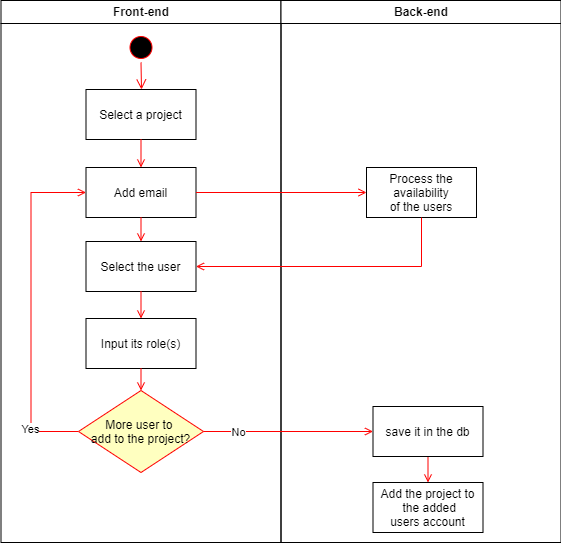 Front-end
Back-end
Select a project
Add email
Process the
availability
of the users
Select the user
Input its role(s)
More user to
add to the project?
Yes
No
save it in the db
Add the project to
the added
users account